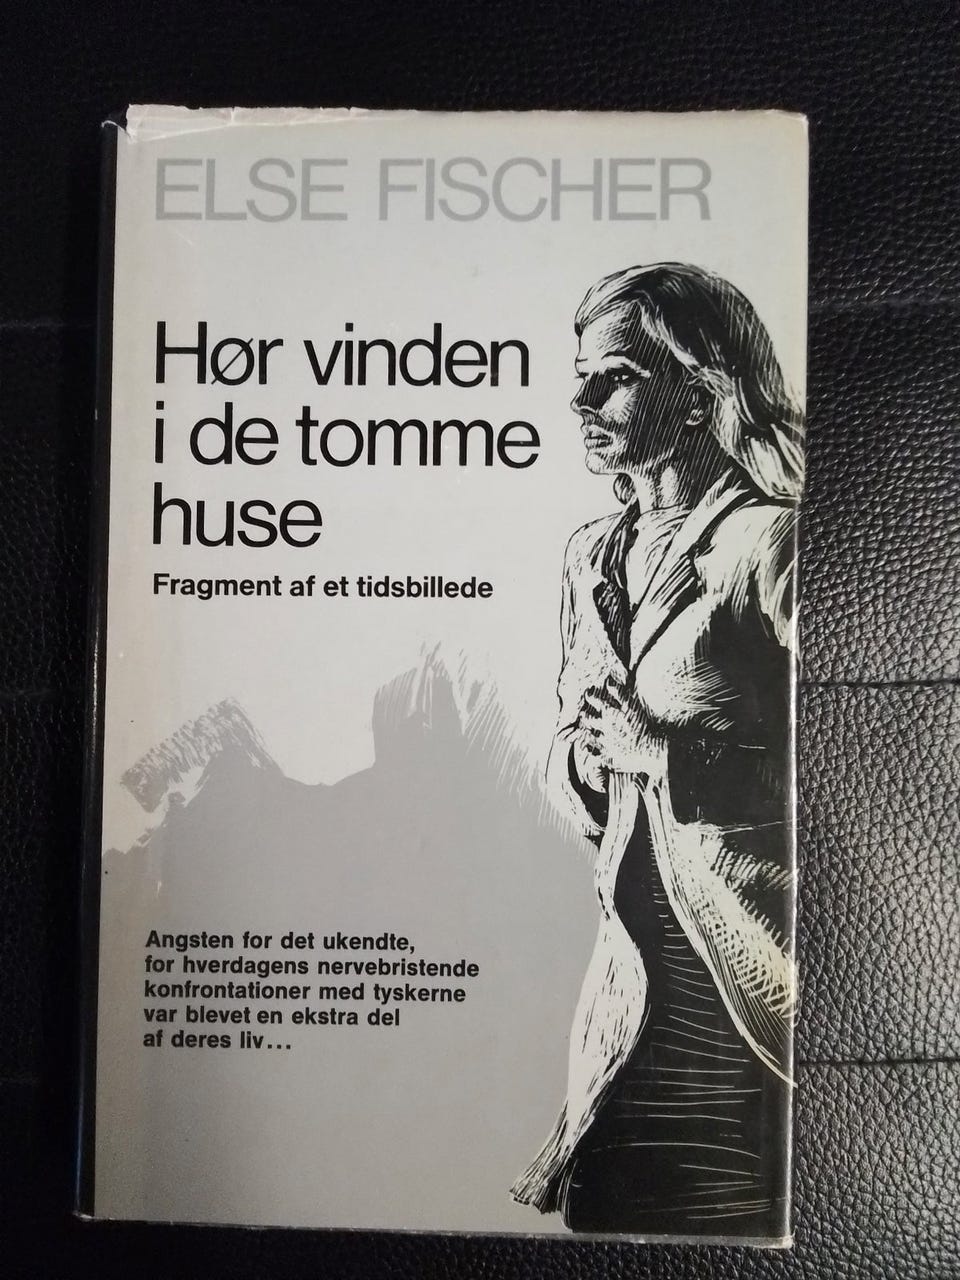 ELSE FISCHER
Hør vinden
i de tomme
huse
Fragment af et tidsbillede
Angsten for det ukendte,
for hverdagens nervebristende
konfrontationer med tyskerne
var blevet en ekstra del
af deres liv...